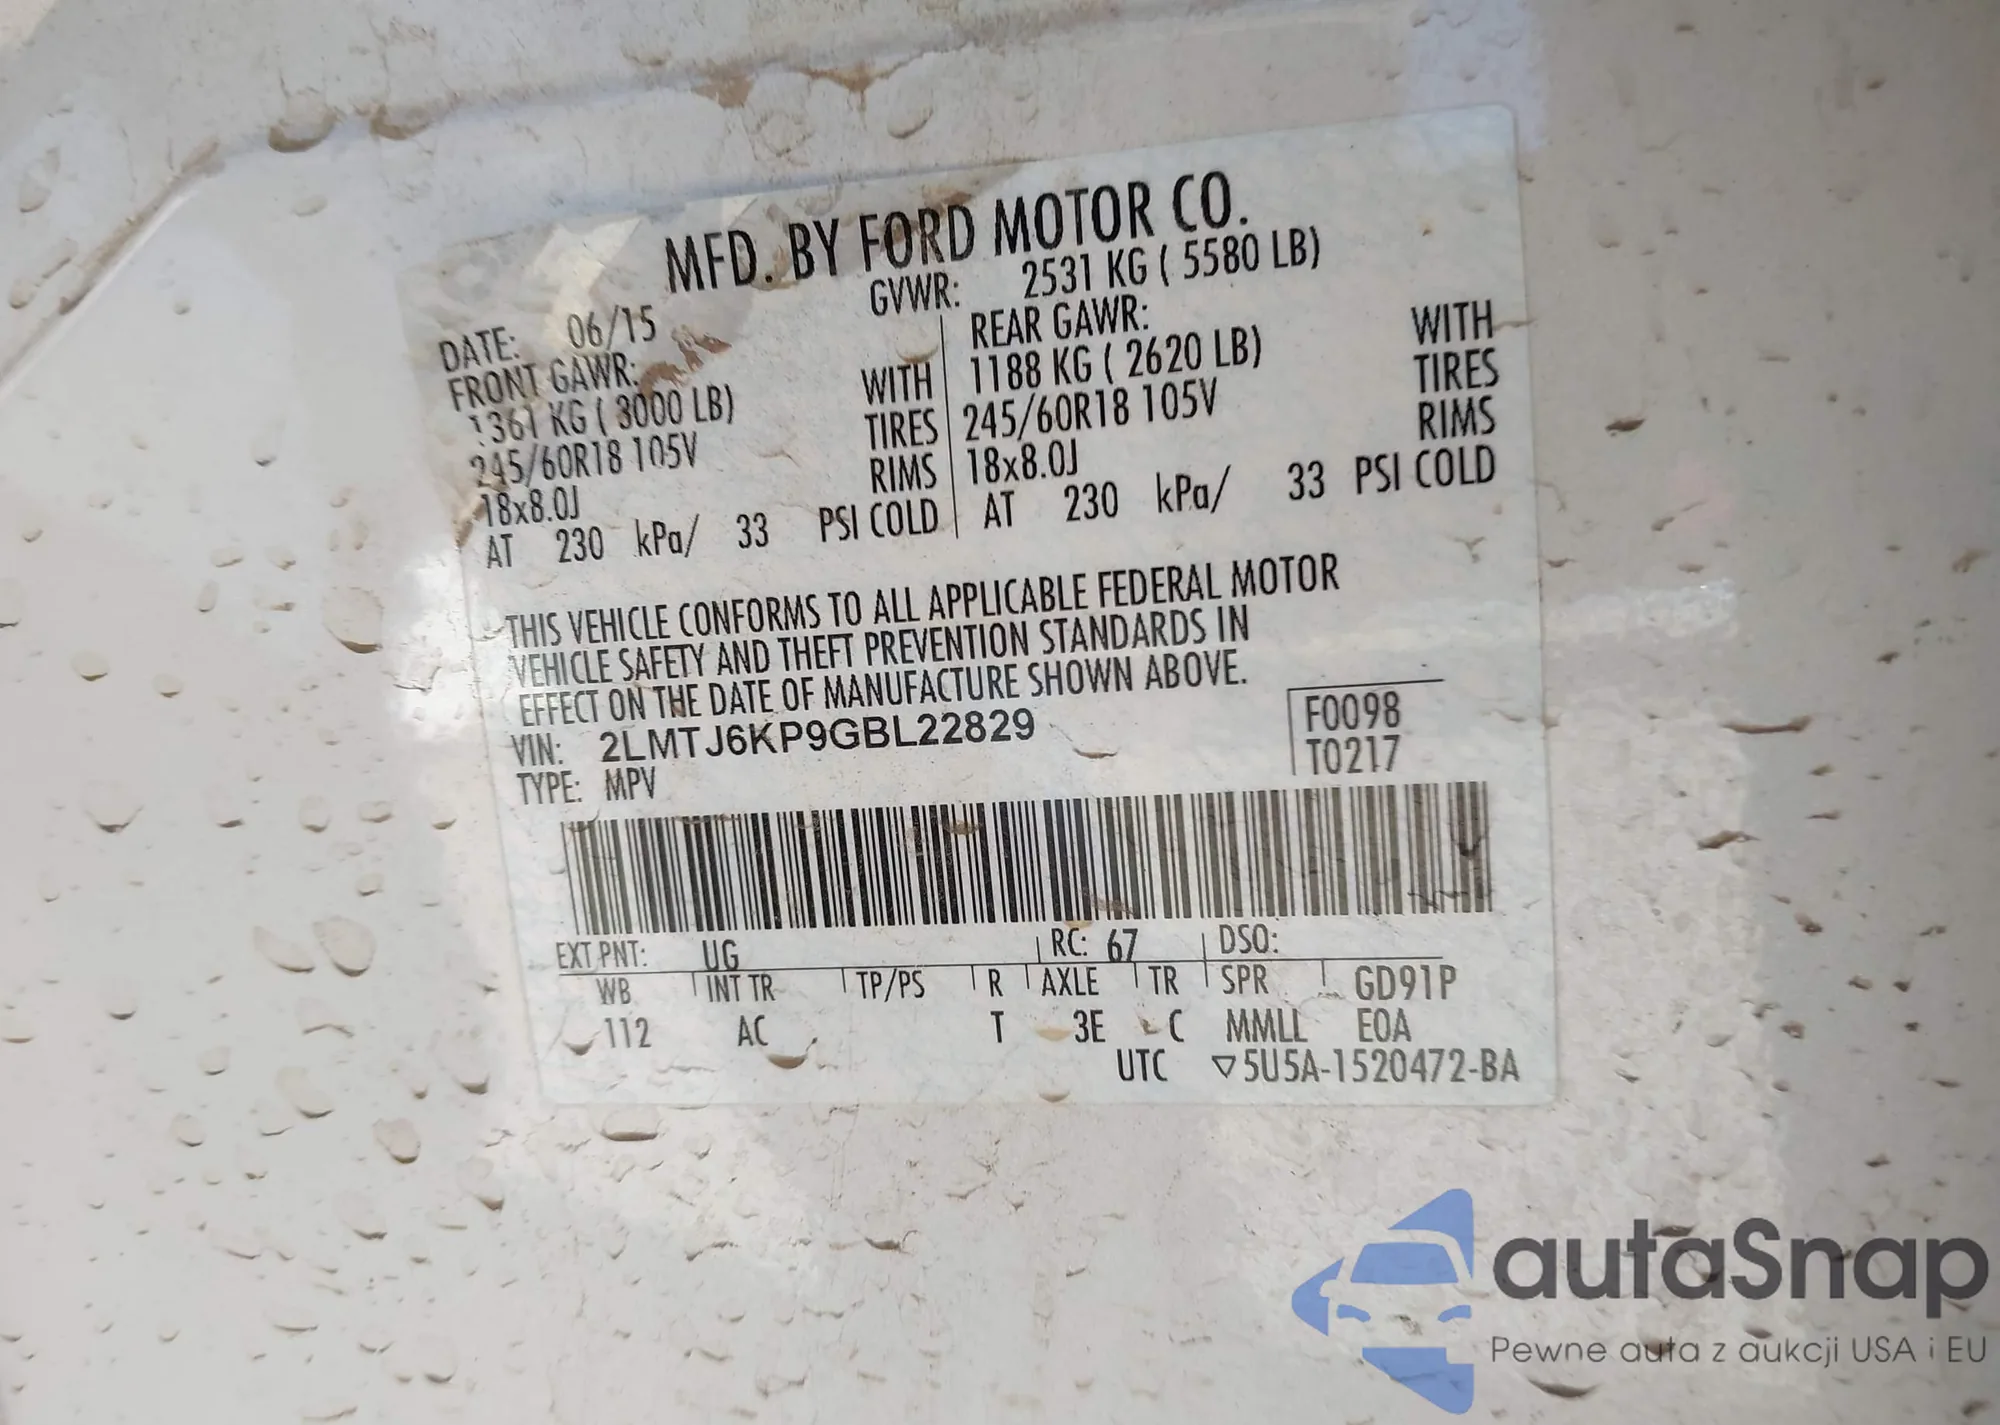 MFD. BY FORD MOTOR CO.
DATE: 06/15 GVWR: 2531 KG ( 5580 LB)
FRONT GAWR: REAR GAWR:
1361 KG ( 3000 LB) WITH 1188 KG ( 2620 LB) WITH
245/60R18 105V TIRES 245/60R18 105V TIRES
18x8.0J RIMS 18x8.0J RIMS
AT 230 kPa/ 33 PSI COLD AT 230 kPa/ 33 PSI COLD
THIS VEHICLE CONFORMS TO ALL APPLICABLE FEDERAL MOTOR
VEHICLE SAFETY AND THEFT PREVENTION STANDARDS IN
EFFECT ON THE DATE OF MANUFACTURE SHOWN ABOVE.
VIN: 2LMTJ6KP9GBL22829 F0098
TYPE: MPV T0217
EXT PNT: UG RC: 67 DSO:
WB INT TR TP/PS R AXLE TR SPR GD91P
112 AC T 3E C MMLL EOA
UTC ▽5U5A-1520472-BA
autaSnap
Pewne auta z aukcji USA i EU